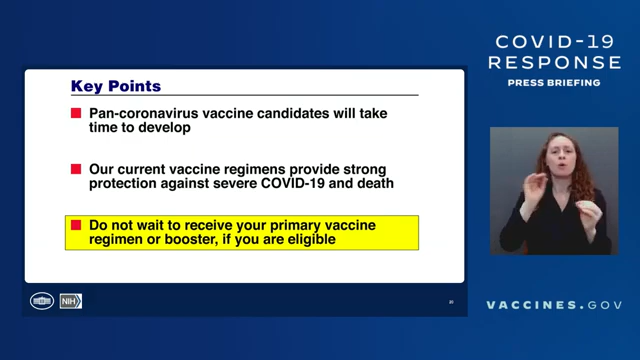 COVID-19
RESPONSE
PRESS BRIEFING
Key Points
Pan-coronavirus vaccine candidates will take
time to develop
Our current vaccine regimens provide strong
protection against severe COVID-19 and death
Do not wait to receive your primary vaccine
regimen or booster, if you are eligible
NIH
VACCINES.GOV